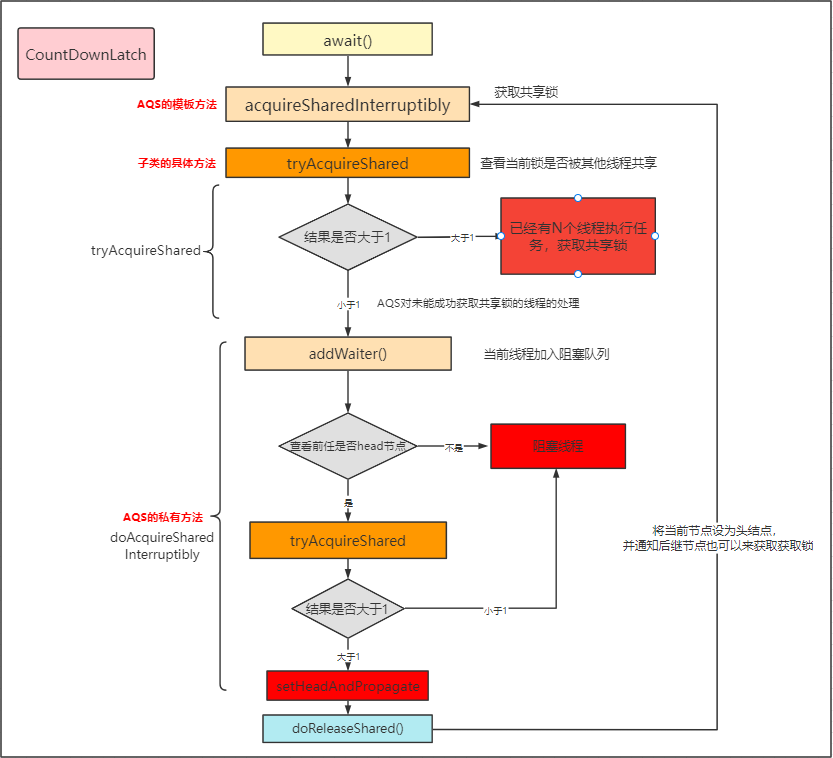 CountDownLatch
await()
AQS的模板方法
acquireSharedInterruptibly
获取共享锁
子类的具体方法
tryAcquireShared
查看当前锁是否被其他线程共享
tryAcquireShared
结果是否大于1
大于1
已经有N个线程执行任
务，获取共享锁
小于1
AQS对未能成功获取共享锁的线程的处理
addWaiter()
当前线程加入阻塞队列
查看前任是否head节点
不是
阻塞线程
是
AQS的私有方法
doAcquireShared
Interruptibly
tryAcquireShared
将当前节点设为头结点，
并通知后继节点也可以来获取获取锁
结果是否大于1
小于1
大于1
setHeadAndPropagate
doReleaseShared()